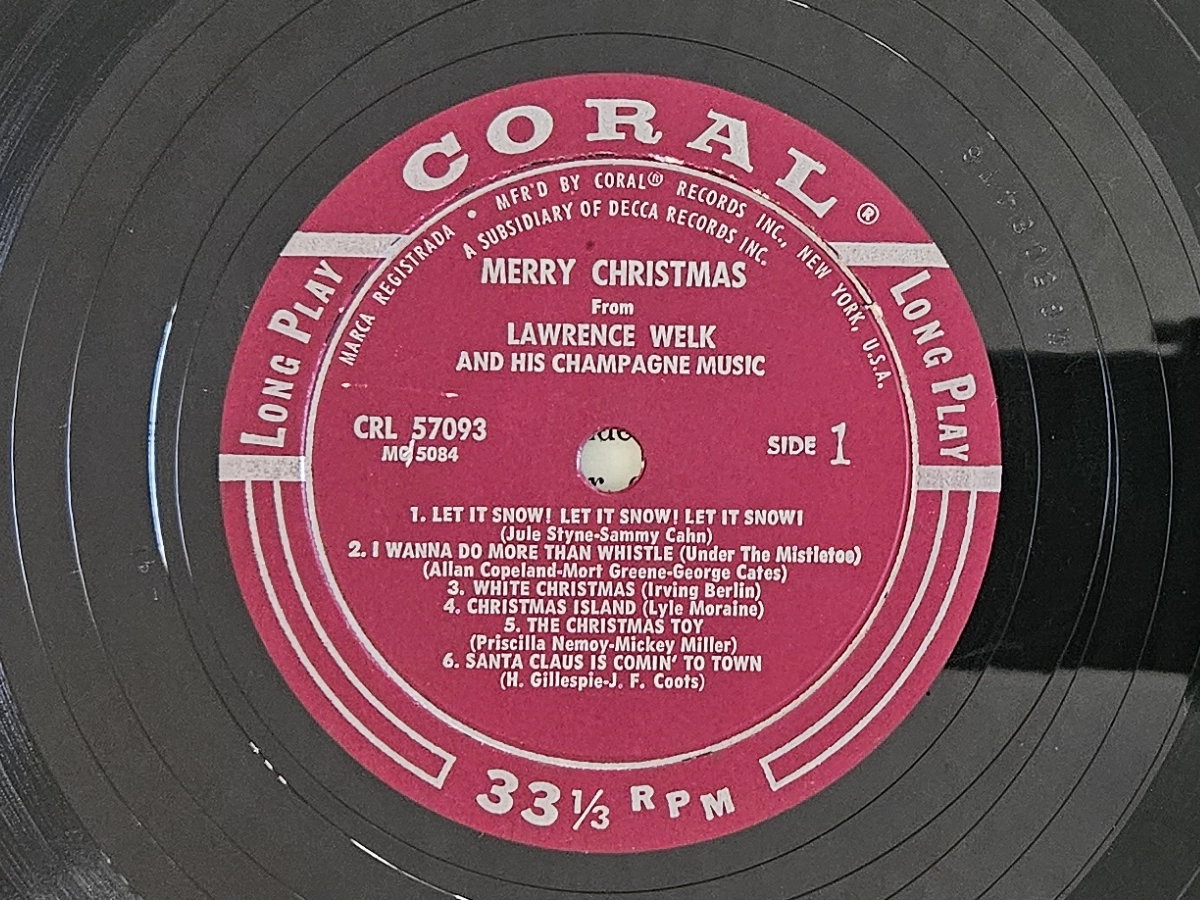 CORAL®
MARCA REGISTRADA • MFR'D BY CORAL® RECORDS INC., NEW YORK, U.S.A.
A SUBSIDIARY OF DECCA RECORDS INC.
LONG PLAY
LONG PLAY
MERRY CHRISTMAS
From
LAWRENCE WELK
AND HIS CHAMPAGNE MUSIC
CRL 57093
MG 5084
SIDE 1
1. LET IT SNOW! LET IT SNOW! LET IT SNOW!
(Jule Styne-Sammy Cahn)
2. I WANNA DO MORE THAN WHISTLE (Under The Mistletoe)
(Allan Copeland-Mort Greene-George Cates)
3. WHITE CHRISTMAS (Irving Berlin)
4. CHRISTMAS ISLAND (Lyle Moraine)
5. THE CHRISTMAS TOY
(Priscilla Nemoy-Mickey Miller)
6. SANTA CLAUS IS COMIN' TO TOWN
(H. Gillespie-J. F. Coots)
33 1/3 RPM